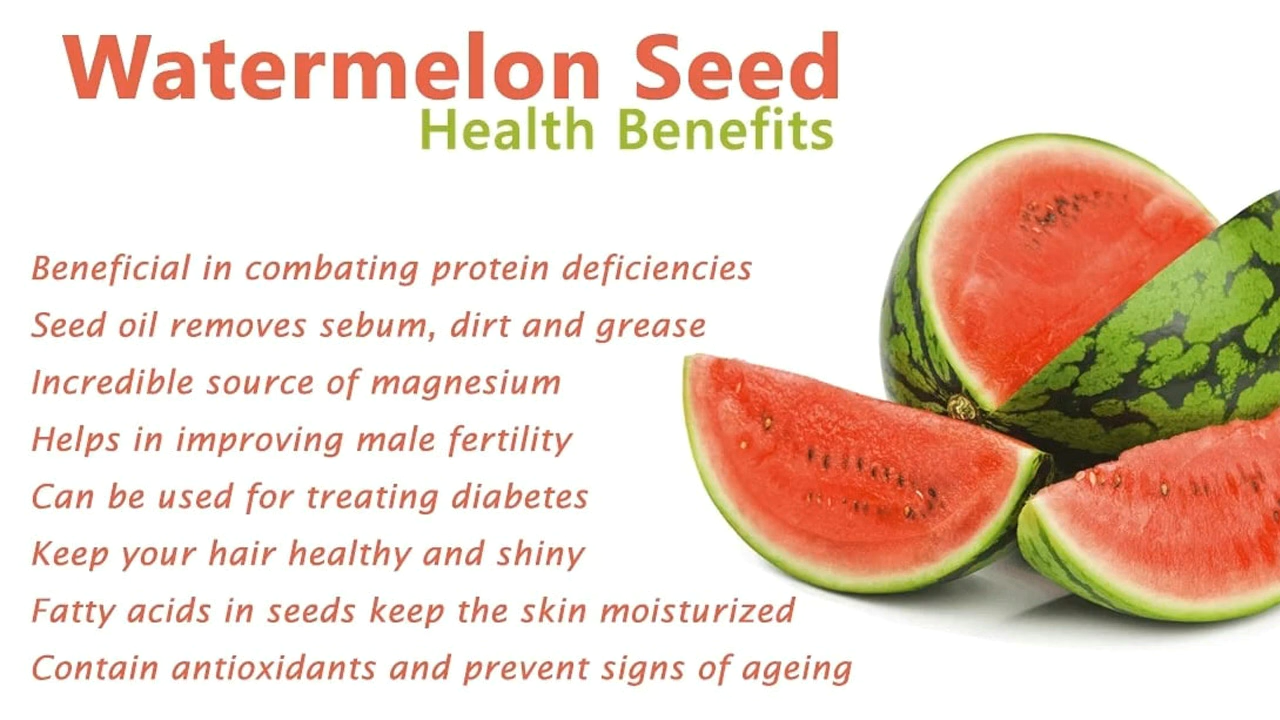 Watermelon Seed
Health Benefits
Beneficial in combating protein deficiencies
Seed oil removes sebum, dirt and grease
Incredible source of magnesium
Helps in improving male fertility
Can be used for treating diabetes
Keep your hair healthy and shiny
Fatty acids in seeds keep the skin moisturized
Contain antioxidants and prevent signs of ageing